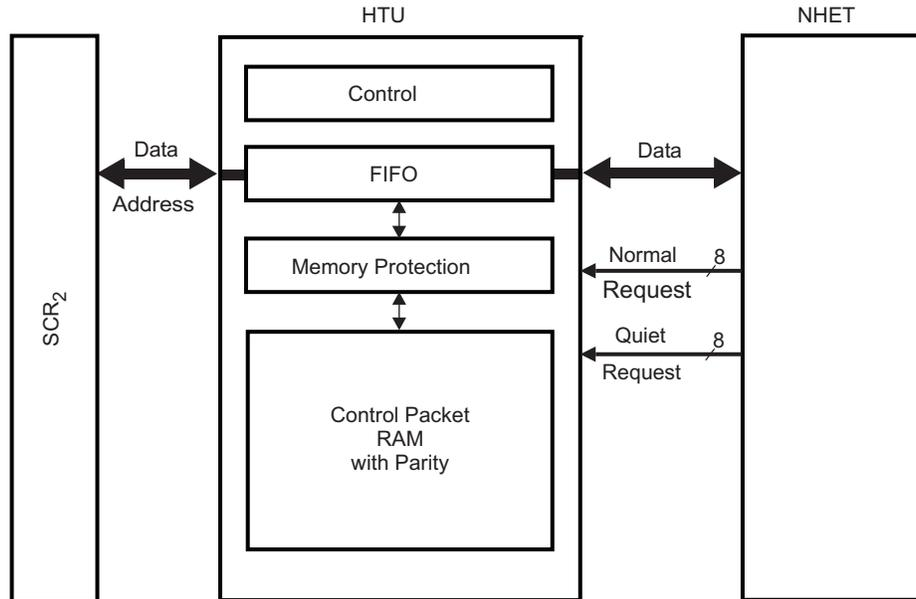 HTU
NHET
Control
Data
FIFO
Data
Address
Memory Protection
Normal
8
Request
Quiet
8
Request
SCR2
Control Packet
RAM
with Parity